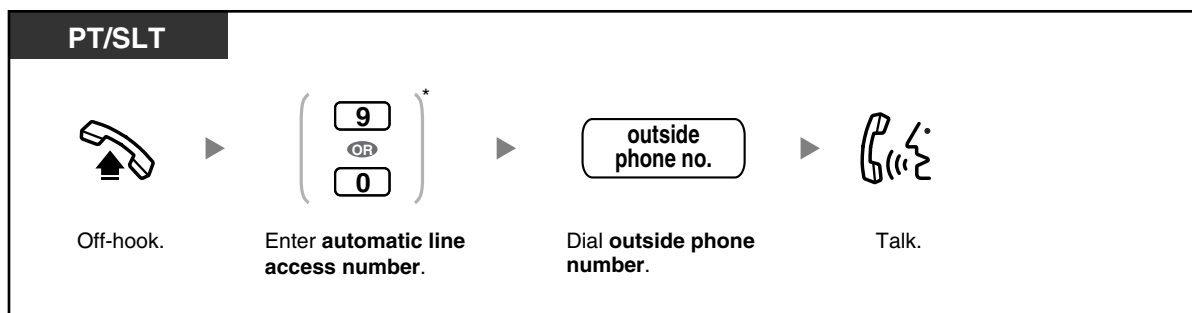 PT/SLT
*
9
OR
0
outside
phone no.
Off-hook.
Enter automatic line
access number.
Dial outside phone
number.
Talk.